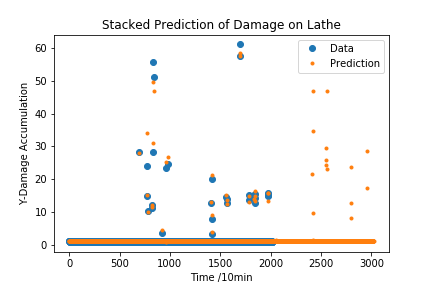 Stacked Prediction of Damage on Lathe
Y-Damage Accumulation
60
50
40
30
20
10
0
Data
Prediction
0
500
1000
1500
2000
2500
3000
Time /10min